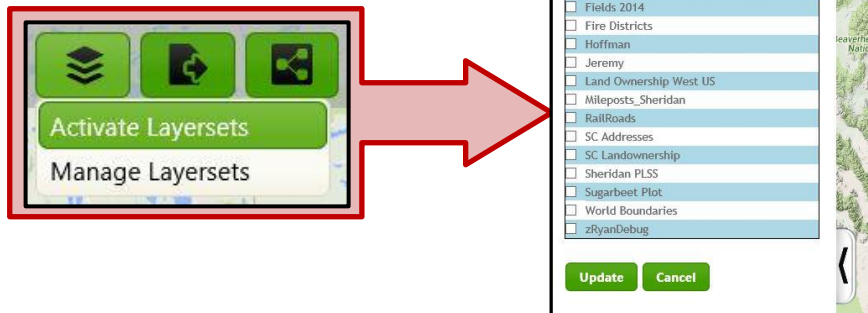 Activate Layersets
Manage Layersets
Fields 2014
Fire Districts
Hoffman
Jeremy
Land Ownership West US
Mileposts_Sheridan
RailRoads
SC Addresses
SC Landownership
Sheridan PLSS
Sugarbeet Plot
World Boundaries
zRyanDebug
Update Cancel